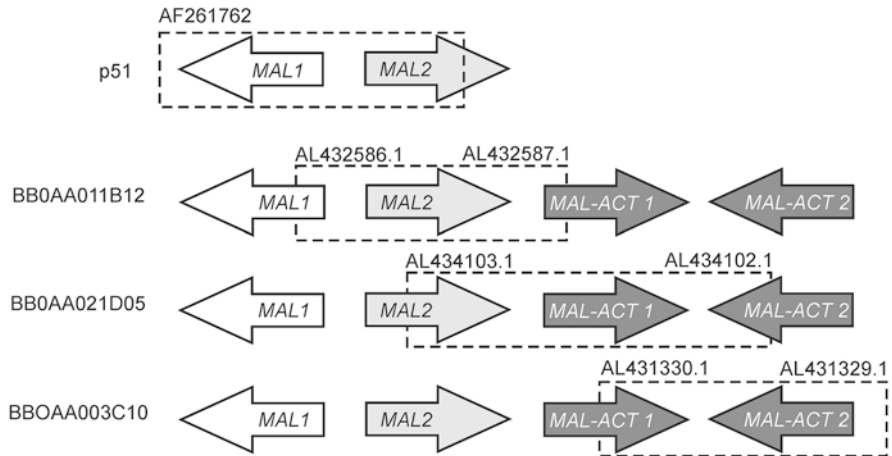 AF261762
p51
MAL1 MAL2
AL432586.1 AL432587.1
BB0AA011B12
MAL1 MAL2 MAL-ACT 1 MAL-ACT 2
AL434103.1 AL434102.1
BB0AA021D05
MAL1 MAL2 MAL-ACT 1 MAL-ACT 2
AL431330.1 AL431329.1
BBOAA003C10
MAL1 MAL2 MAL-ACT 1 MAL-ACT 2